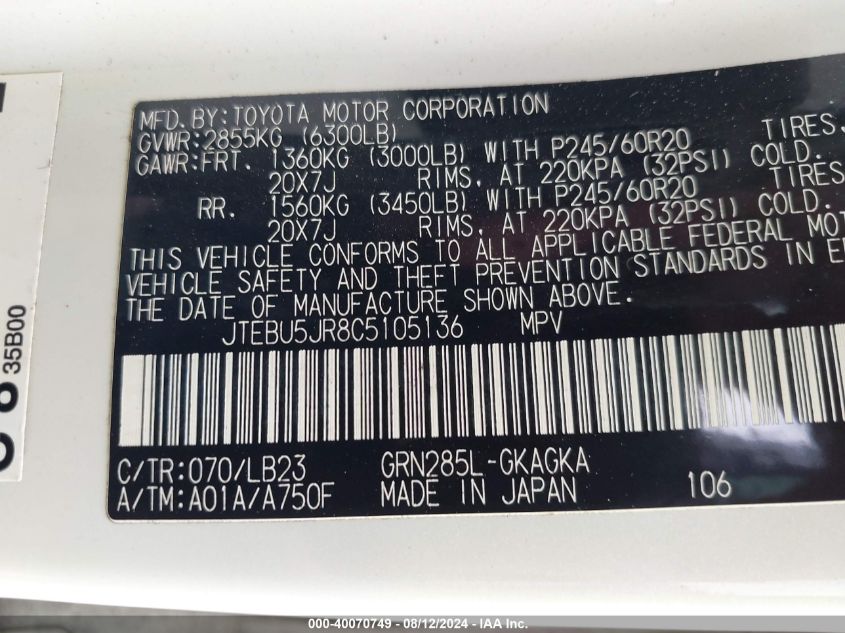 MFD. BY: TOYOTA MOTOR CORPORATION
GVWR: 2855KG (6300LB)
GAWR: FRT. 1360KG (3000LB) WITH P245/60R20 TIRES,
20X7J RIMS, AT 220KPA (32PSI) COLD.
RR. 1560KG (3450LB) WITH P245/60R20 TIRES
20X7J RIMS, AT 220KPA (32PSI) COLD.
THIS VEHICLE CONFORMS TO ALL APPLICABLE FEDERAL
VEHICLE SAFETY AND THEFT PREVENTION STANDARDS IN
THE DATE OF MANUFACTURE SHOWN ABOVE.
JTEBU5JR8C5105136 MPV
C/TR: 070/LB23 GRN285L-GKAGKA
A/TM: A01A/A750F MADE IN JAPAN 106
35B00
000-40070749 - 08/12/2024 - IAA Inc.